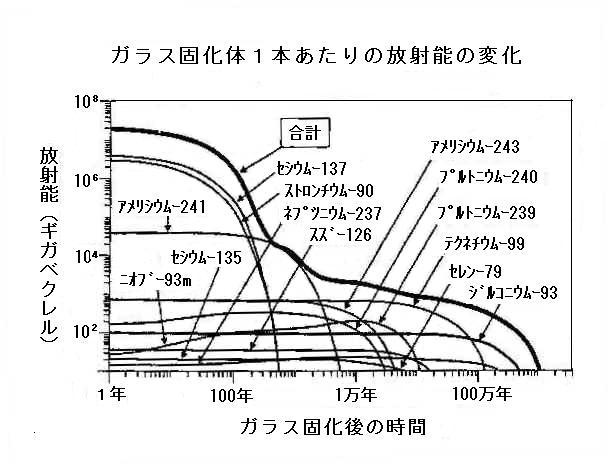 ガラス固化体１本あたりの放射能の変化
10⁸
10⁶
10⁴
10²
放射能（ギガベクレル）
合計
ｱﾒﾘｼｳﾑ-243
ｾｼｳﾑ-137
ﾌﾟﾙﾄﾆｳﾑ-240
ｽﾄﾛﾝﾁｳﾑ-90
ｱﾒﾘｼｳﾑ-241
ﾈﾌﾟﾂﾆｳﾑ-237
ﾌﾟﾙﾄﾆｳﾑ-239
ｽｽﾞ-126
ﾃｸﾈﾁｳﾑ-99
ｾｼｳﾑ-135
ｾﾚﾝ-79
ﾆｵﾌﾞ-93m
ｼﾞﾙｺﾆｳﾑ-93
1年
100年
1万年
100万年
ガラス固化後の時間